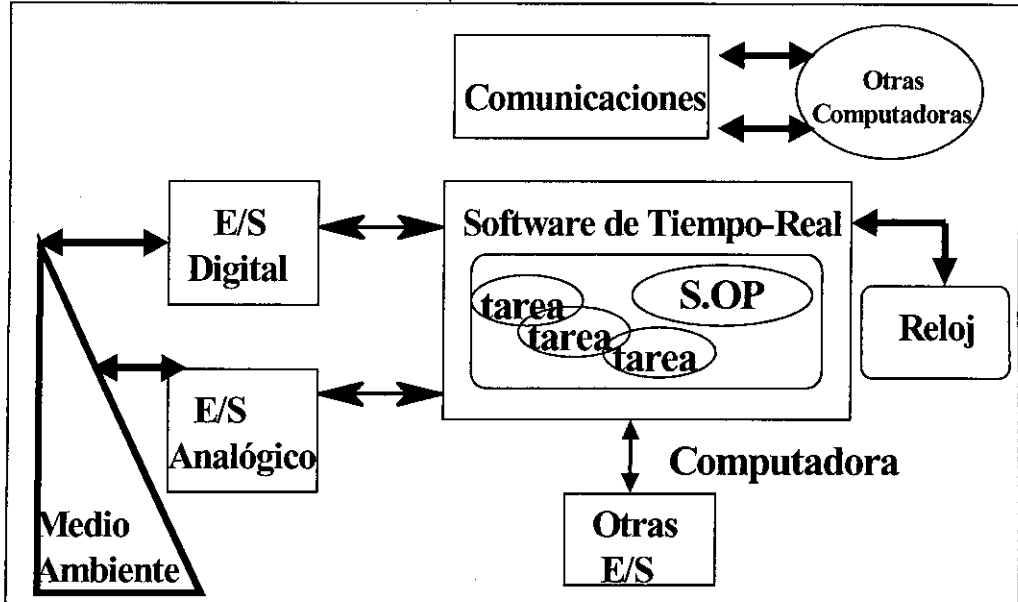 Comunicaciones
Otras
Computadoras
E/S
Digital
Software de Tiempo-Real
S.OP
tarea
tarea
tarea
Reloj
E/S
Analógico
Computadora
Medio
Ambiente
Otras
E/S